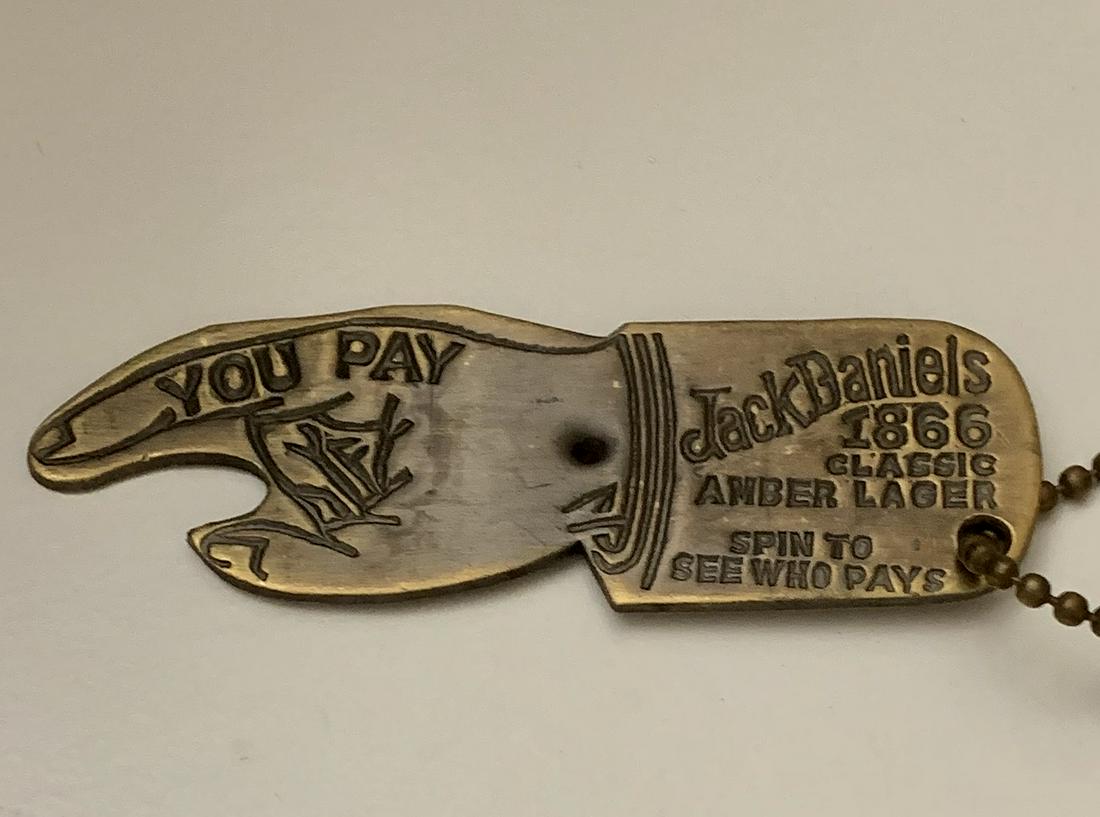 YOU PAY
JackDaniels
1866
CLASSIC
AMBER LAGER
SPIN TO
SEE WHO PAYS